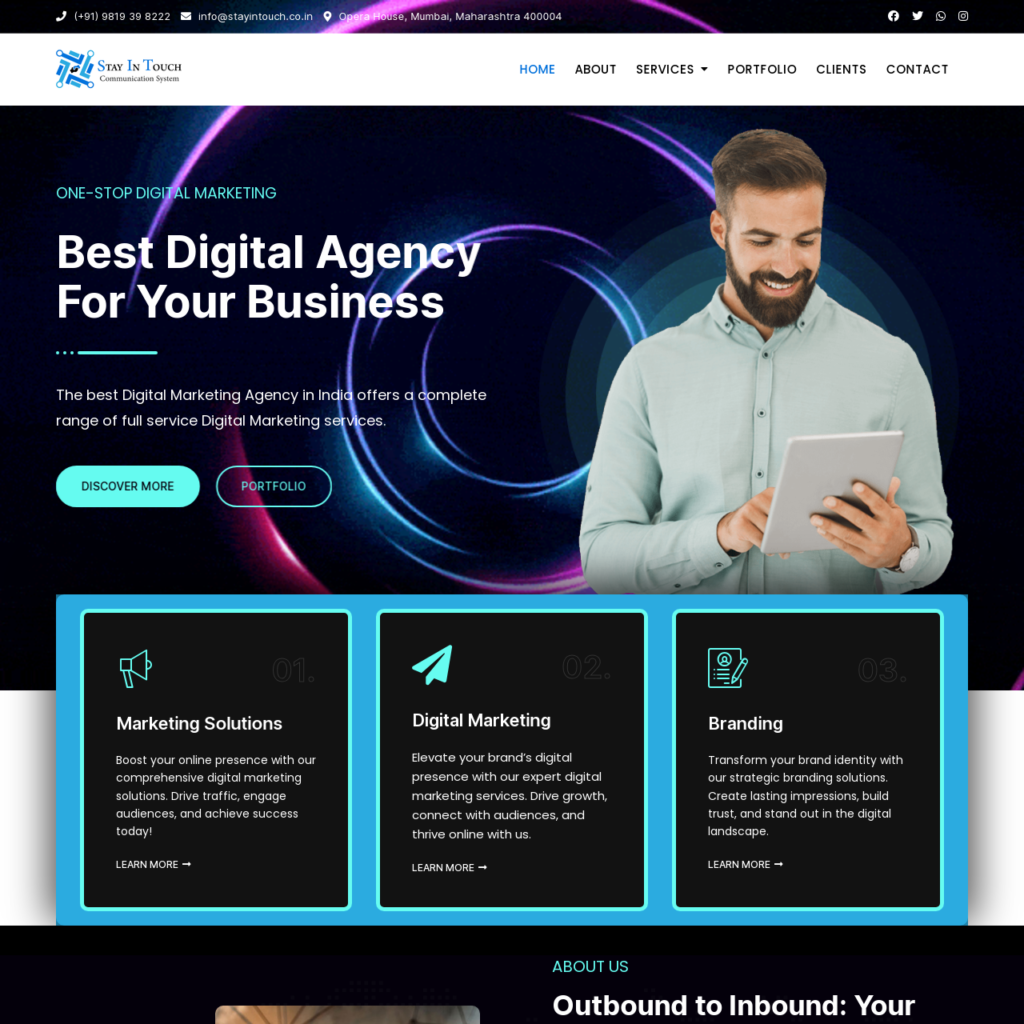 (+91) 9819 39 8222 info@stayintouch.co.in Opera House, Mumbai, Maharashtra 400004
Stay In Touch
Communication System
HOME ABOUT SERVICES PORTFOLIO CLIENTS CONTACT
ONE-STOP DIGITAL MARKETING
Best Digital Agency
For Your Business
The best Digital Marketing Agency in India offers a complete
range of full service Digital Marketing services.
DISCOVER MORE PORTFOLIO
01.
Marketing Solutions
Boost your online presence with our
comprehensive digital marketing
solutions. Drive traffic, engage
audiences, and achieve success
today!
LEARN MORE
02.
Digital Marketing
Elevate your brand’s digital
presence with our expert digital
marketing services. Drive growth,
connect with audiences, and
thrive online with us.
LEARN MORE
03.
Branding
Transform your brand identity with
our strategic branding solutions.
Create lasting impressions, build
trust, and stand out in the digital
landscape.
LEARN MORE
ABOUT US
Outbound to Inbound: Your